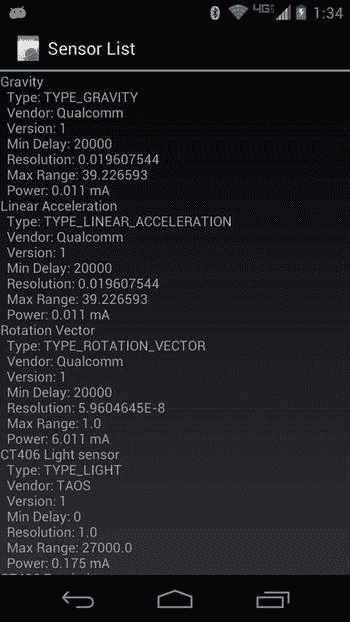 4G 1:34
Sensor List
Gravity
Type: TYPE_GRAVITY
Vendor: Qualcomm
Version: 1
Min Delay: 20000
Resolution: 0.019607544
Max Range: 39.226593
Power: 0.011 mA
Linear Acceleration
Type: TYPE_LINEAR_ACCELERATION
Vendor: Qualcomm
Version: 1
Min Delay: 20000
Resolution: 0.019607544
Max Range: 39.226593
Power: 0.011 mA
Rotation Vector
Type: TYPE_ROTATION_VECTOR
Vendor: Qualcomm
Version: 1
Min Delay: 20000
Resolution: 5.9604645E-8
Max Range: 1.0
Power: 6.011 mA
CT406 Light sensor
Type: TYPE_LIGHT
Vendor: TAOS
Version: 1
Min Delay: 0
Resolution: 1.0
Max Range: 27000.0
Power: 0.175 mA